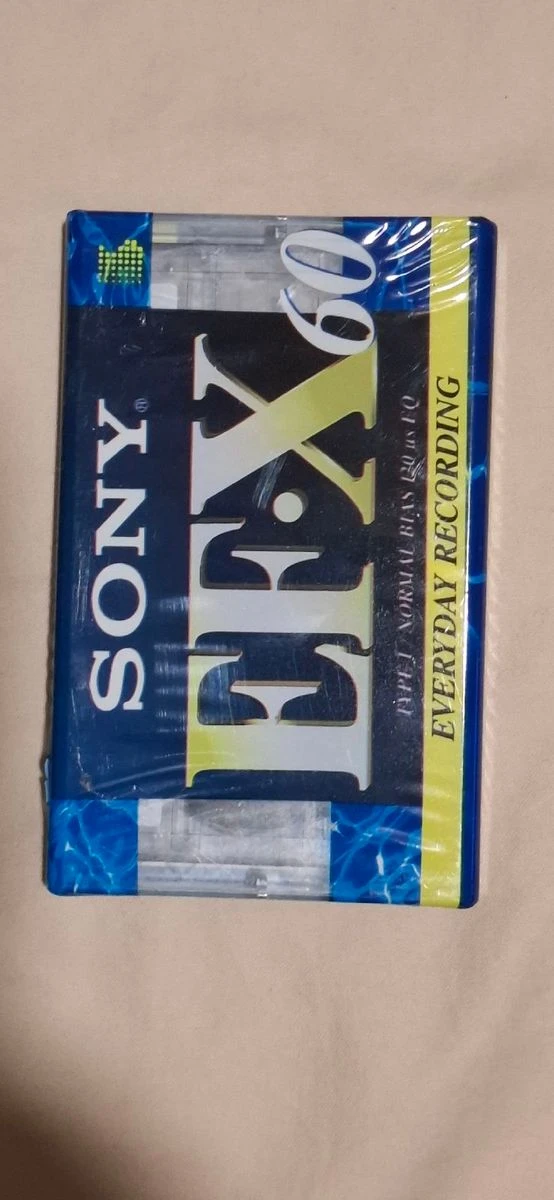 SONY®
EF·X 60
TYPE I NORMAL BIAS 120 µs EQ
EVERYDAY RECORDING